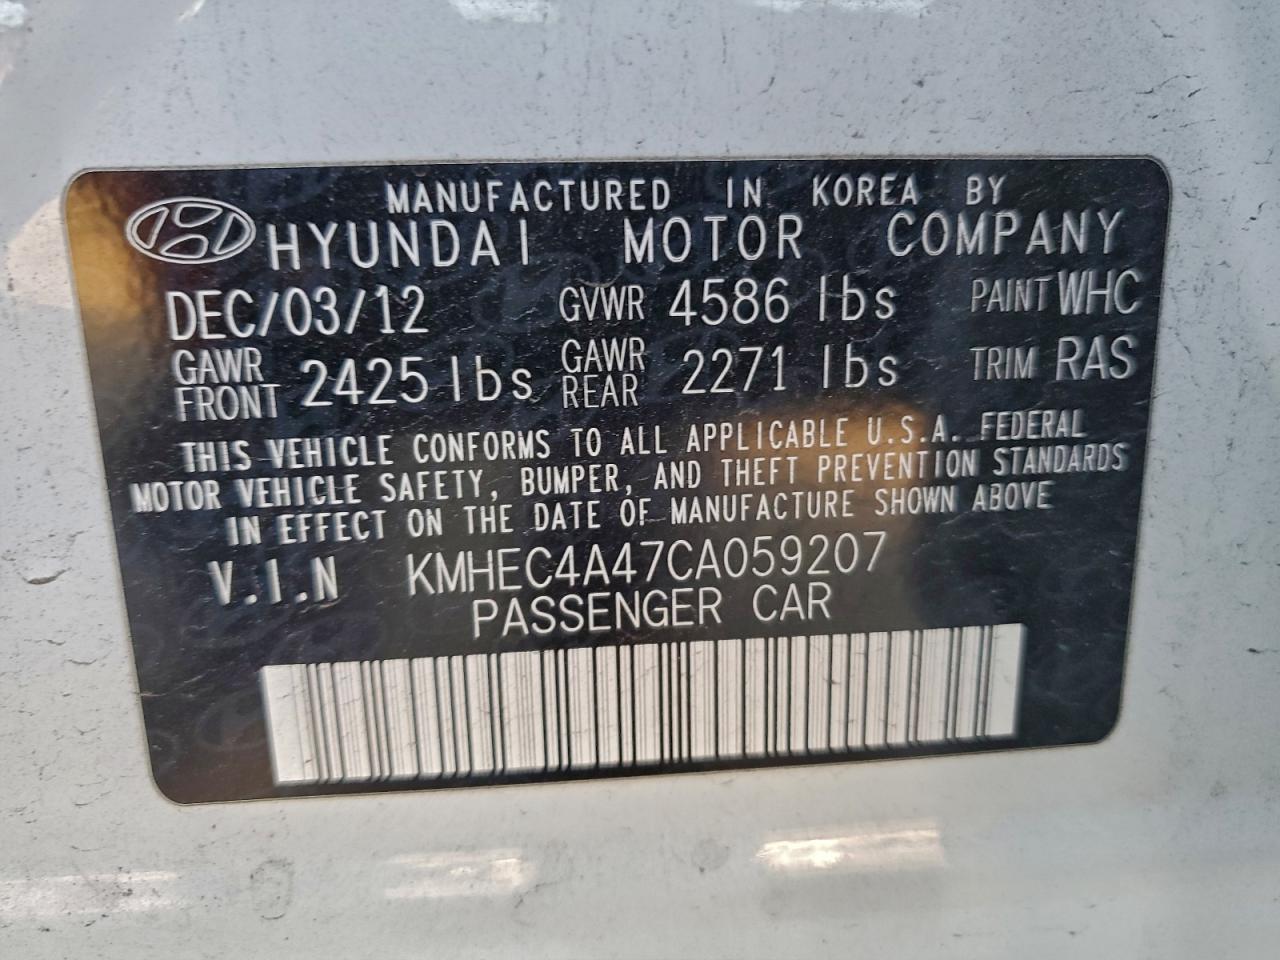 MANUFACTURED IN KOREA BY
HYUNDAI MOTOR COMPANY
DEC/03/12 GVWR 4586 lbs PAINT WHC
GAWR FRONT 2425 lbs GAWR REAR 2271 lbs TRIM RAS
THIS VEHICLE CONFORMS TO ALL APPLICABLE U.S.A. FEDERAL
MOTOR VEHICLE SAFETY, BUMPER, AND THEFT PREVENTION STANDARDS
IN EFFECT ON THE DATE OF MANUFACTURE SHOWN ABOVE
V.I.N KMHEC4A47CA059207
PASSENGER CAR